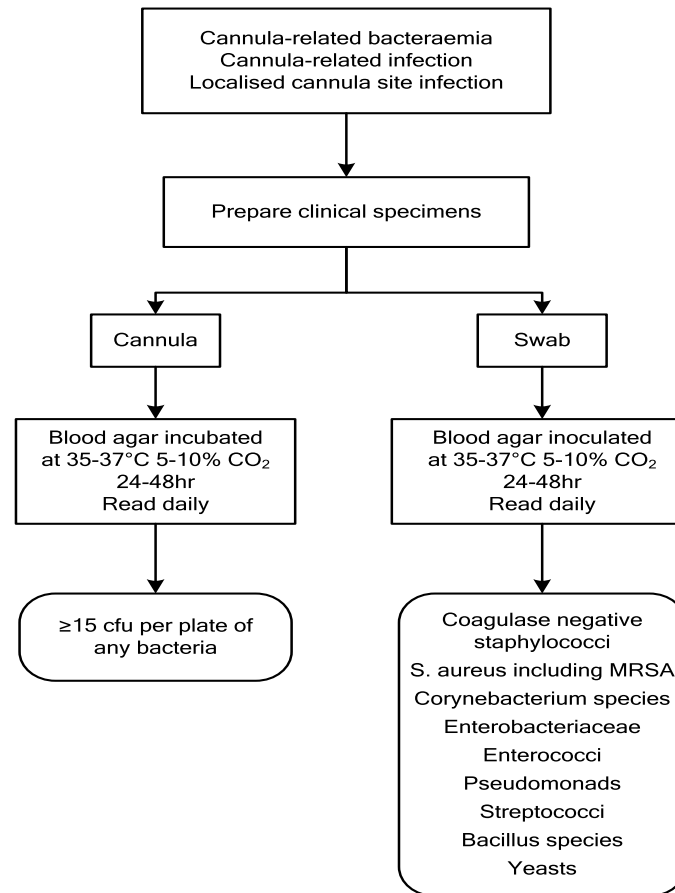 Cannula-related bacteraemia
Cannula-related infection
Localised cannula site infection
Prepare clinical specimens
Cannula
Swab
Blood agar incubated
at 35-37°C 5-10% CO₂
24-48hr
Read daily
Blood agar inoculated
at 35-37°C 5-10% CO₂
24-48hr
Read daily
≥15 cfu per plate of
any bacteria
Coagulase negative
staphylococci
S. aureus including MRSA
Corynebacterium species
Enterobacteriaceae
Enterococci
Pseudomonads
Streptococci
Bacillus species
Yeasts